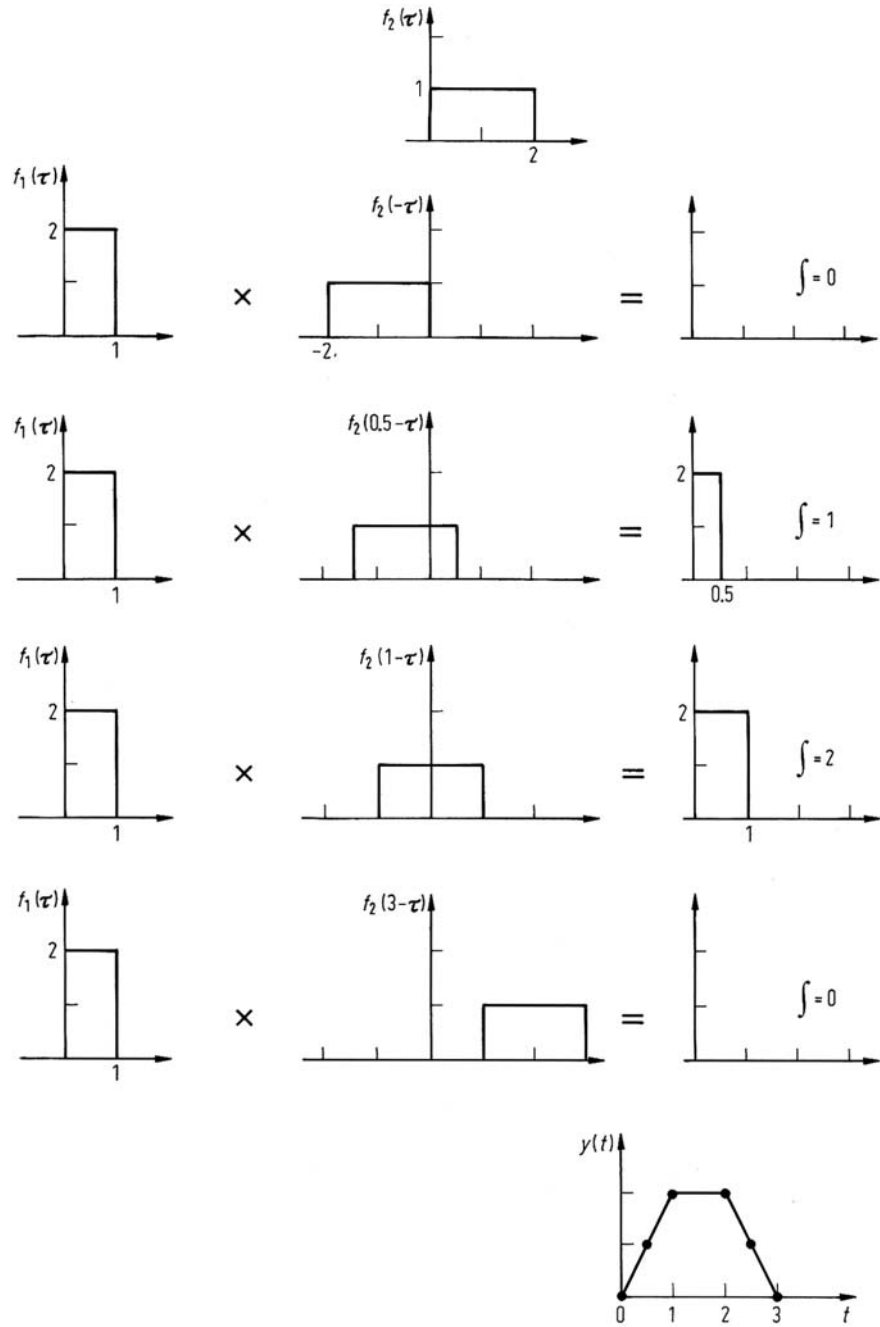 f₂(τ)
1
2
f₁(τ)
2
1
×
f₂(-τ)
-2.
=
∫ = 0
f₁(τ)
2
1
×
f₂(0.5-τ)
=
2
0.5
∫ = 1
f₁(τ)
2
1
×
f₂(1-τ)
=
2
1
∫ = 2
f₁(τ)
2
1
×
f₂(3-τ)
=
∫ = 0
y(t)
0 1 2 3 t